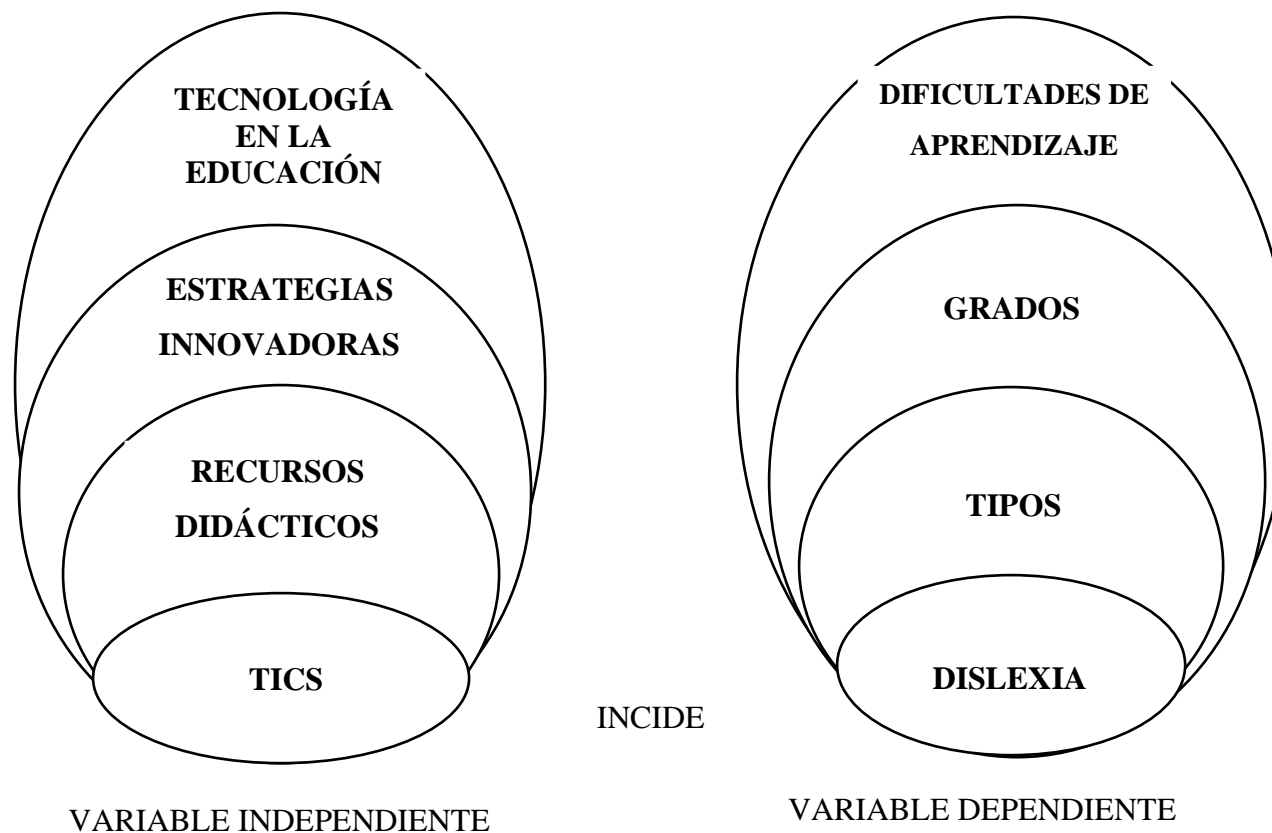 TECNOLOGÍA
EN LA
EDUCACIÓN
ESTRATEGIAS
INNOVADORAS
RECURSOS
DIDÁCTICOS
TICS
VARIABLE INDEPENDIENTE
INCIDE
DIFICULTADES DE
APRENDIZAJE
GRADOS
TIPOS
DISLEXIA
VARIABLE DEPENDIENTE